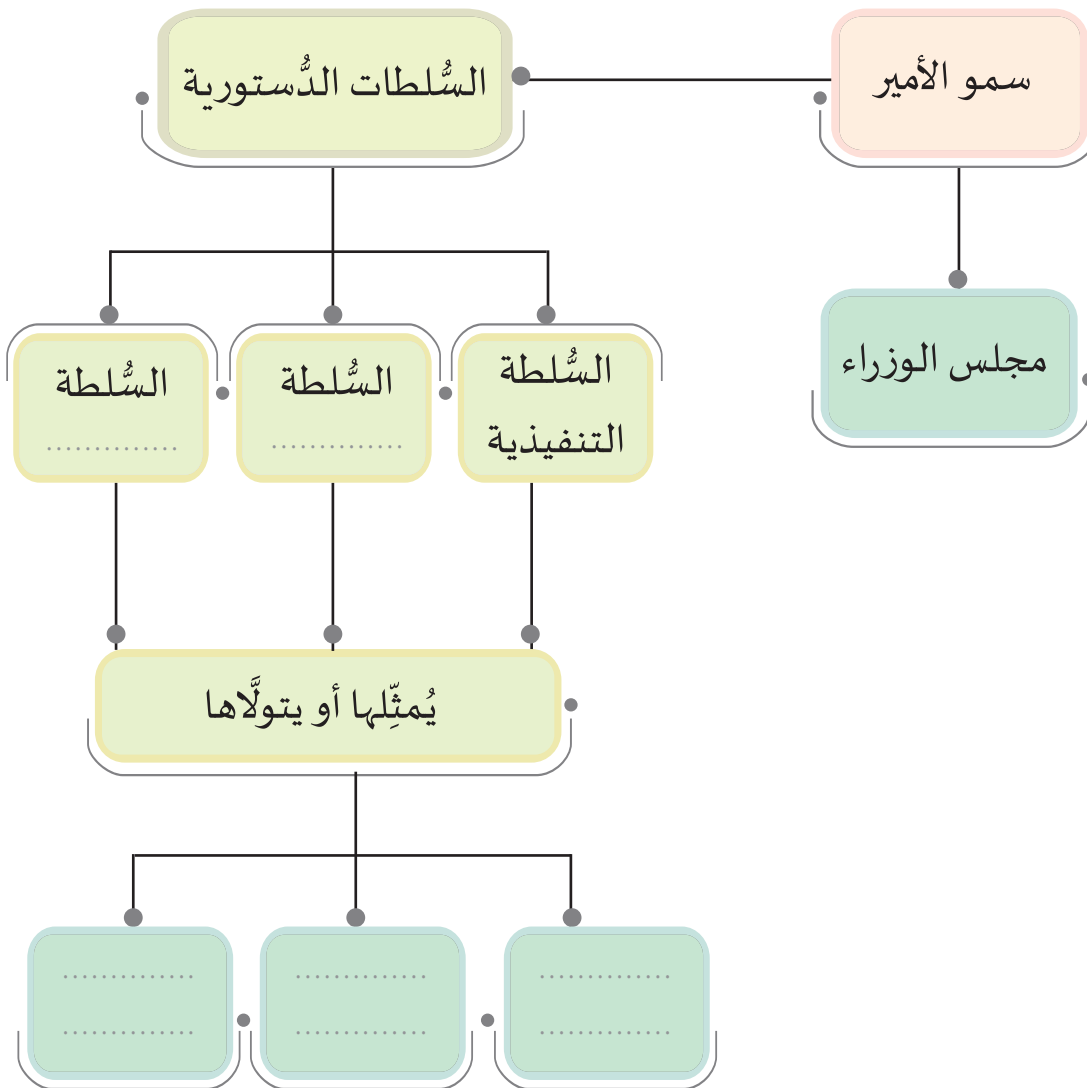 سمو الأمير
السُّلطات الدُّستورية
مجلس الوزراء
السُّلطة
التنفيذية
السُّلطة
..............
السُّلطة
..............
يُمثِّلها أو يتولَّاها
..............
..............
..............
..............
..............
..............